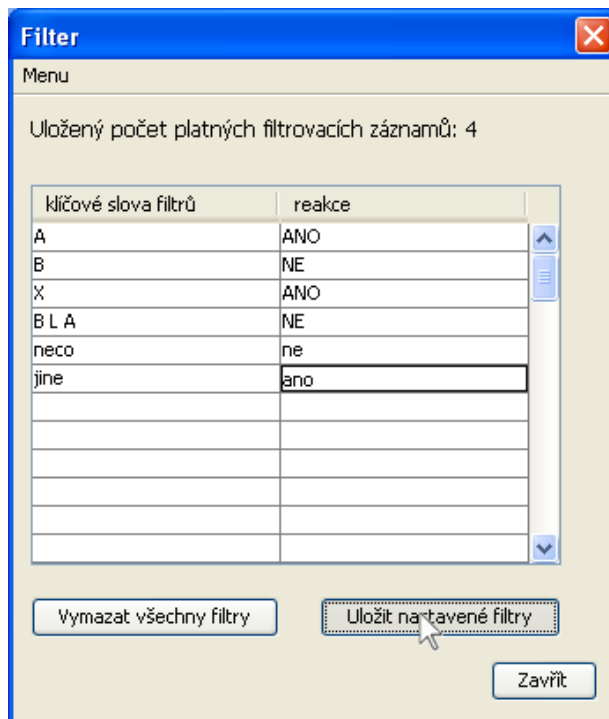 Filter
Menu
Uložený počet platných filtrovacích záznamů: 4
klíčové slova filtrů reakce
A ANO
B NE
X ANO
B L A NE
neco ne
jine ano
Vymazat všechny filtry Uložit nastavené filtry
Zavřít